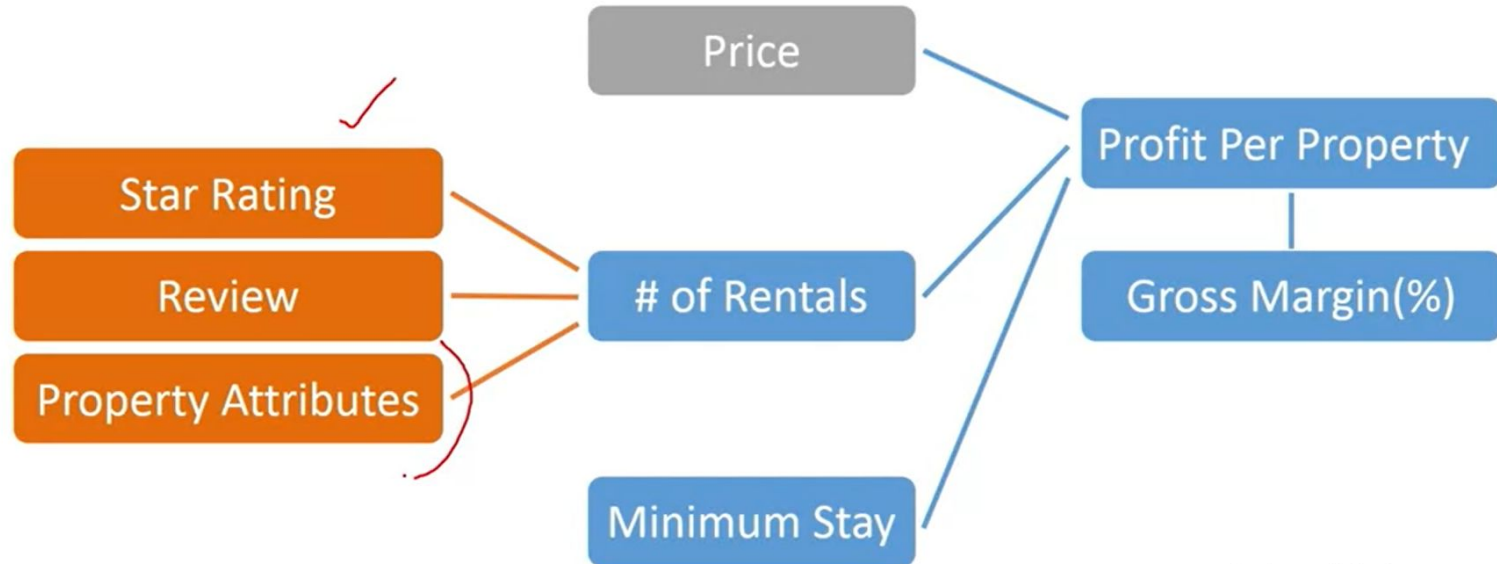 Price
Profit Per Property
Star Rating
Review
# of Rentals
Gross Margin(%)
Property Attributes
Minimum Stay